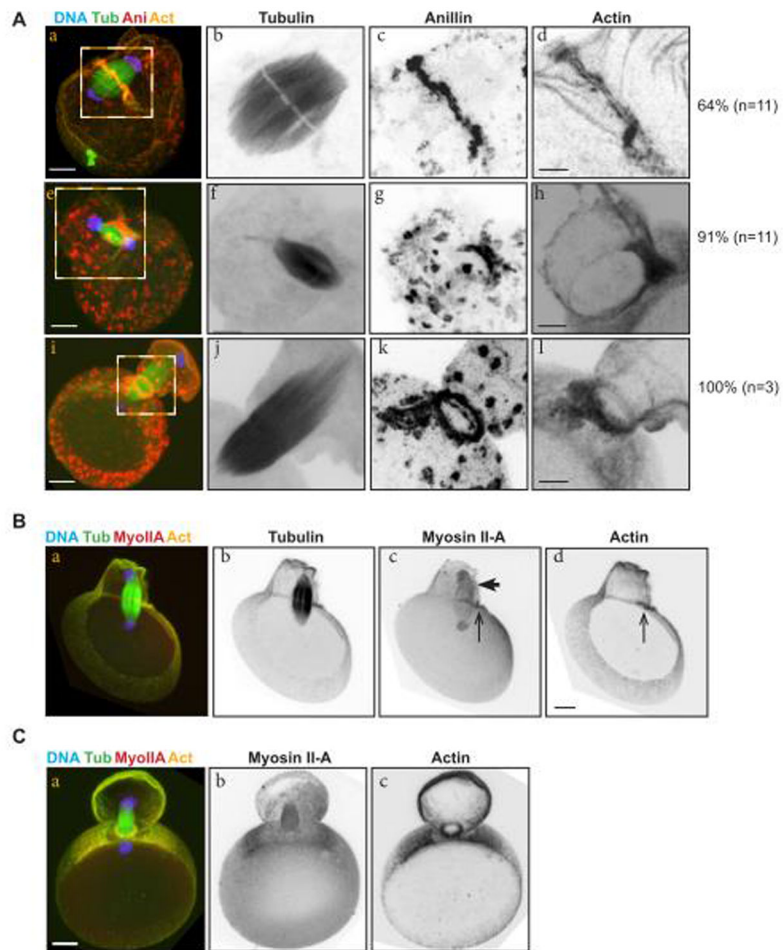 A
DNA Tub Ani Act
Tubulin
Anillin
Actin
a
b
c
d
64% (n=11)
e
f
g
h
91% (n=11)
i
j
k
l
100% (n=3)
B
DNA Tub MyoIIA Act
Tubulin
Myosin II-A
Actin
a
b
c
d
C
DNA Tub MyoIIA Act
Myosin II-A
Actin
a
b
c